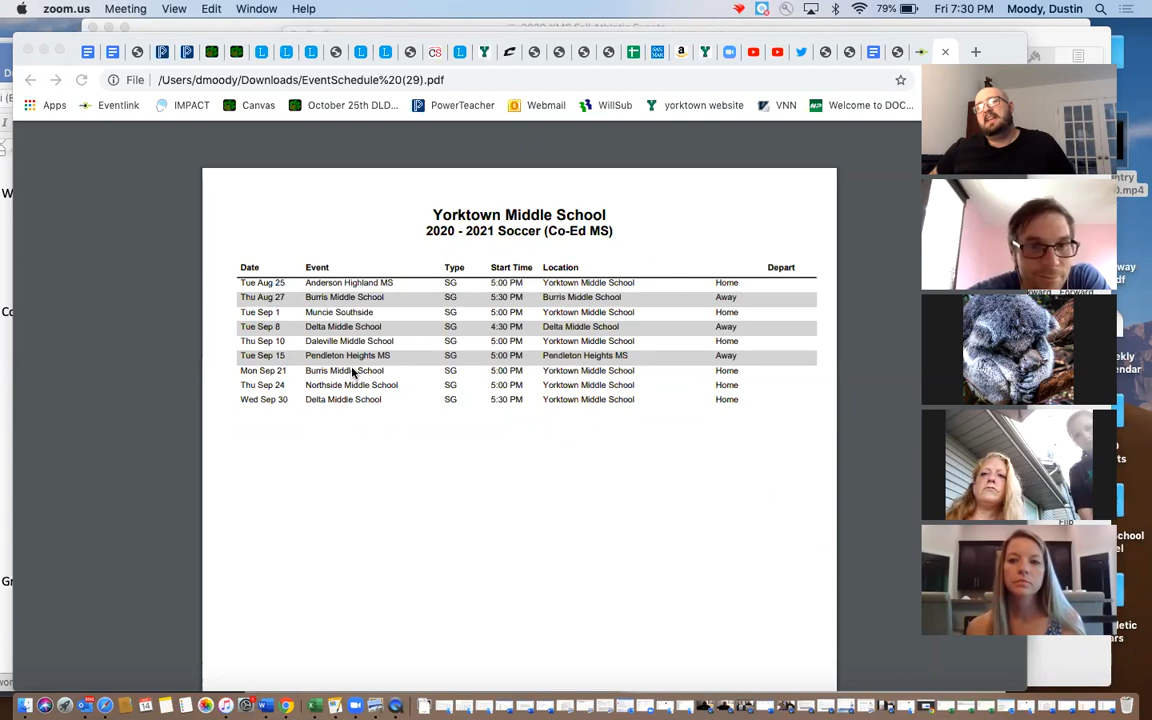 zoom.us Meeting View Edit Window Help 79% Fri 7:30 PM Moody, Dustin
File /Users/dmoody/Downloads/EventSchedule%20(29).pdf
Apps Eventlink IMPACT Canvas October 25th DLD... PowerTeacher Webmail WillSub yorktown website VNN Welcome to DOC...
Yorktown Middle School
2020 - 2021 Soccer (Co-Ed MS)
Date Event Type Start Time Location Depart
Tue Aug 25 Anderson Highland MS SG 5:00 PM Yorktown Middle School Home
Thu Aug 27 Burris Middle School SG 5:30 PM Burris Middle School Away
Tue Sep 1 Muncie Southside SG 5:00 PM Yorktown Middle School Home
Tue Sep 8 Delta Middle School SG 4:30 PM Delta Middle School Away
Thu Sep 10 Daleville Middle School SG 5:00 PM Yorktown Middle School Home
Tue Sep 15 Pendleton Heights MS SG 5:00 PM Pendleton Heights MS Away
Mon Sep 21 Burris Middle School SG 5:00 PM Yorktown Middle School Home
Thu Sep 24 Northside Middle School SG 5:00 PM Yorktown Middle School Home
Wed Sep 30 Delta Middle School SG 5:30 PM Yorktown Middle School Home